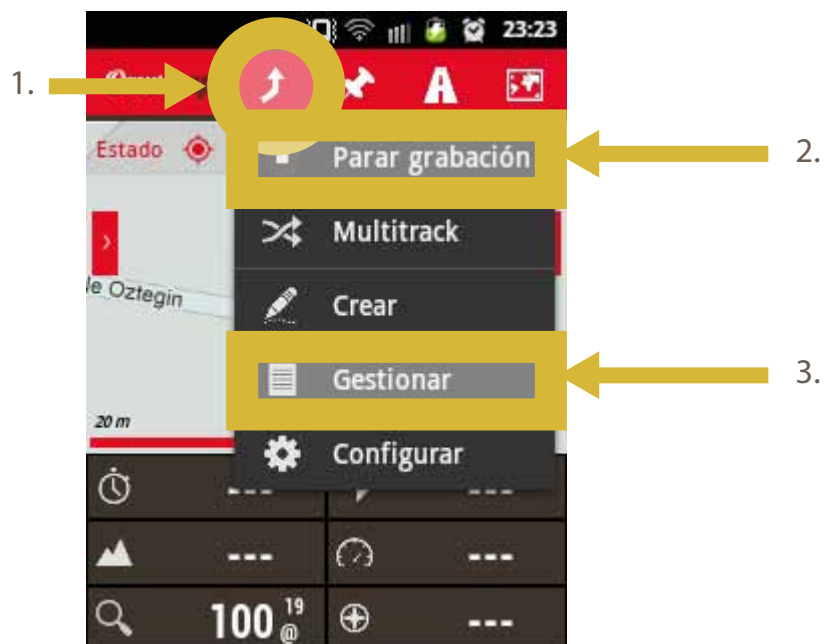 23:23
1.
Estado
Parar grabación
2.
Multitrack
le Oztegin
Crear
Gestionar
3.
20 m
Configurar
--- ---
--- ---
100 19 @ ---